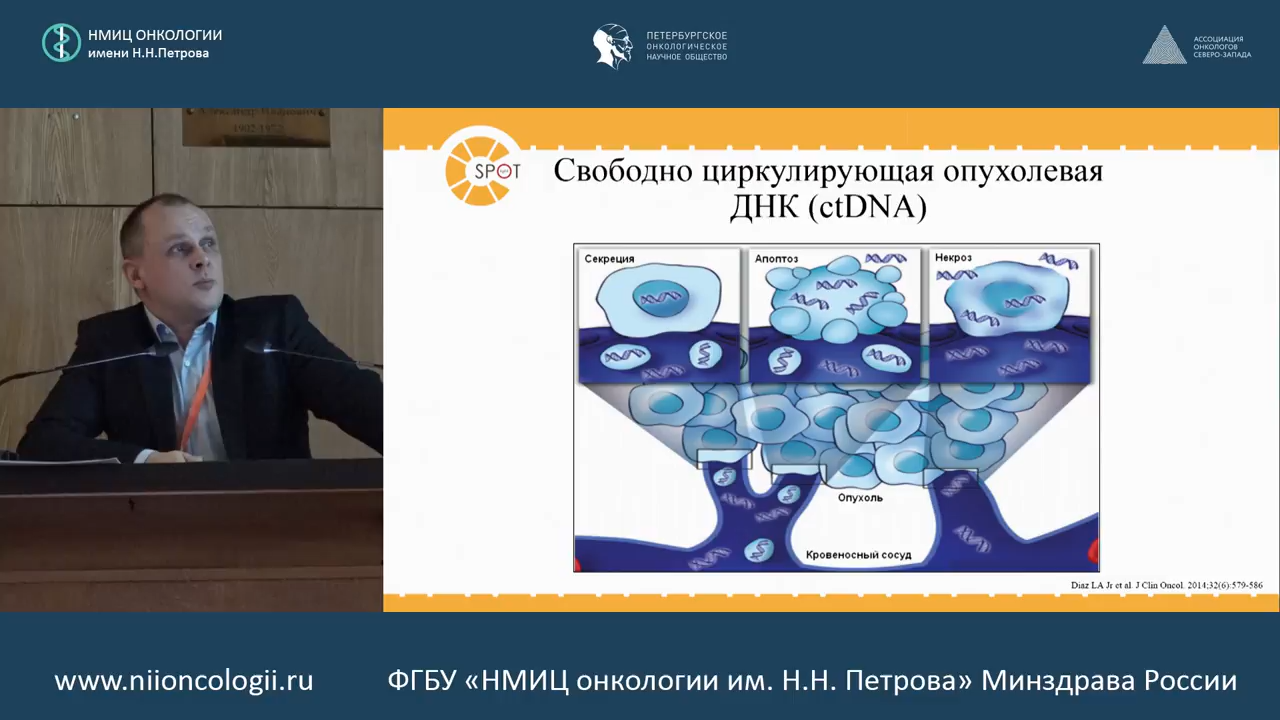 НМИЦ ОНКОЛОГИИ
имени Н.Н.Петрова
ПЕТЕРБУРГСКОЕ
ОНКОЛОГИЧЕСКОЕ
НАУЧНОЕ ОБЩЕСТВО
АССОЦИАЦИЯ
ОНКОЛОГОВ
СЕВЕРО-ЗАПАДА
SPOT
Свободно циркулирующая опухолевая
ДНК (ctDNA)
Секреция
Апоптоз
Некроз
Опухоль
Кровеносный сосуд
Diaz LA Jr et al. J Clin Oncol. 2014;32(6):579-586
www.niioncologii.ru
ФГБУ «НМИЦ онкологии им. Н.Н. Петрова» Минздрава России